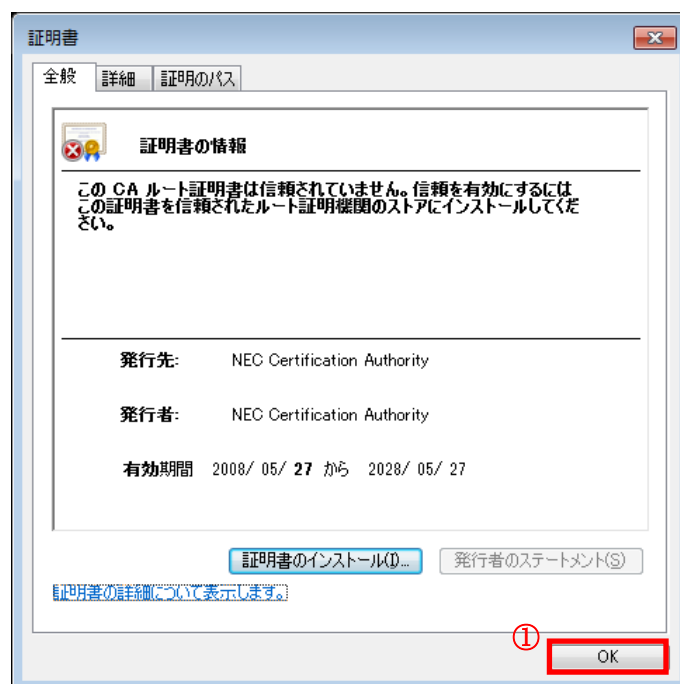 証明書
全般 詳細 証明のパス
証明書の情報
この CA ルート証明書は信頼されていません。信頼を有効にするには
この証明書を信頼されたルート証明機関のストアにインストールしてくだ
さい。
発行先: NEC Certification Authority
発行者: NEC Certification Authority
有効期間 2008/ 05/ 27 から 2028/ 05/ 27
証明書のインストール(I)... 発行者のステートメント(S)
証明書の詳細について表示します。
①
OK